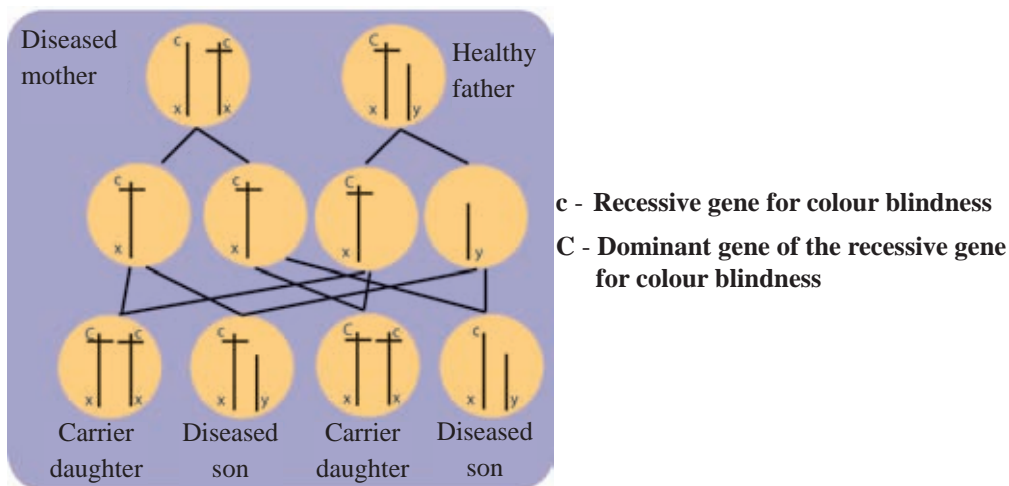 Diseased
mother
c c
x x
C
x y
Healthy
father
c
x
c
x
C
x
y
c - Recessive gene for colour blindness
C - Dominant gene of the recessive gene
for colour blindness
C c
x x
c
x y
C c
x x
c
x y
Carrier
daughter
Diseased
son
Carrier
daughter
Diseased
son